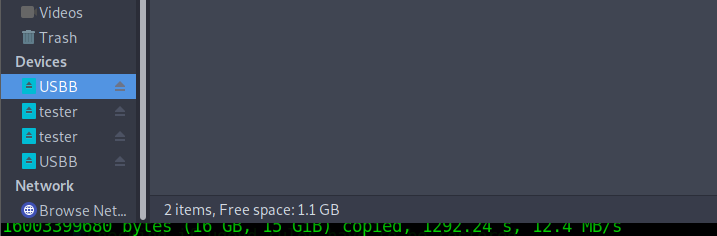 Videos
Trash
Devices
USBB
tester
tester
USBB
Network
Browse Net...
2 items, Free space: 1.1 GB
16003399680 bytes (16 GB, 15 GiB) copied, 1292.24 s, 12.4 MB/s